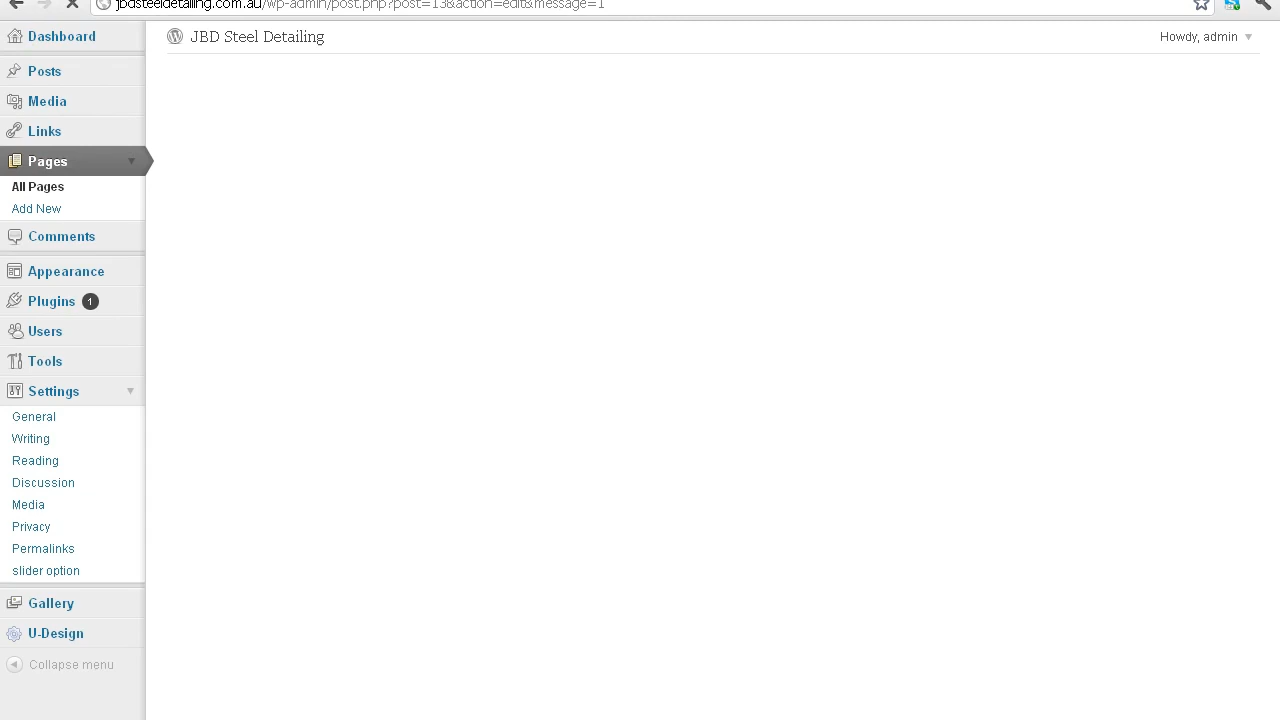 jbdsteeldetailing.com.au/wp-admin/post.php?post=13&action=edit&message=1
Dashboard
JBD Steel Detailing
Howdy, admin
Posts
Media
Links
Pages
All Pages
Add New
Comments
Appearance
Plugins 1
Users
Tools
Settings
General
Writing
Reading
Discussion
Media
Privacy
Permalinks
slider option
Gallery
U-Design
Collapse menu